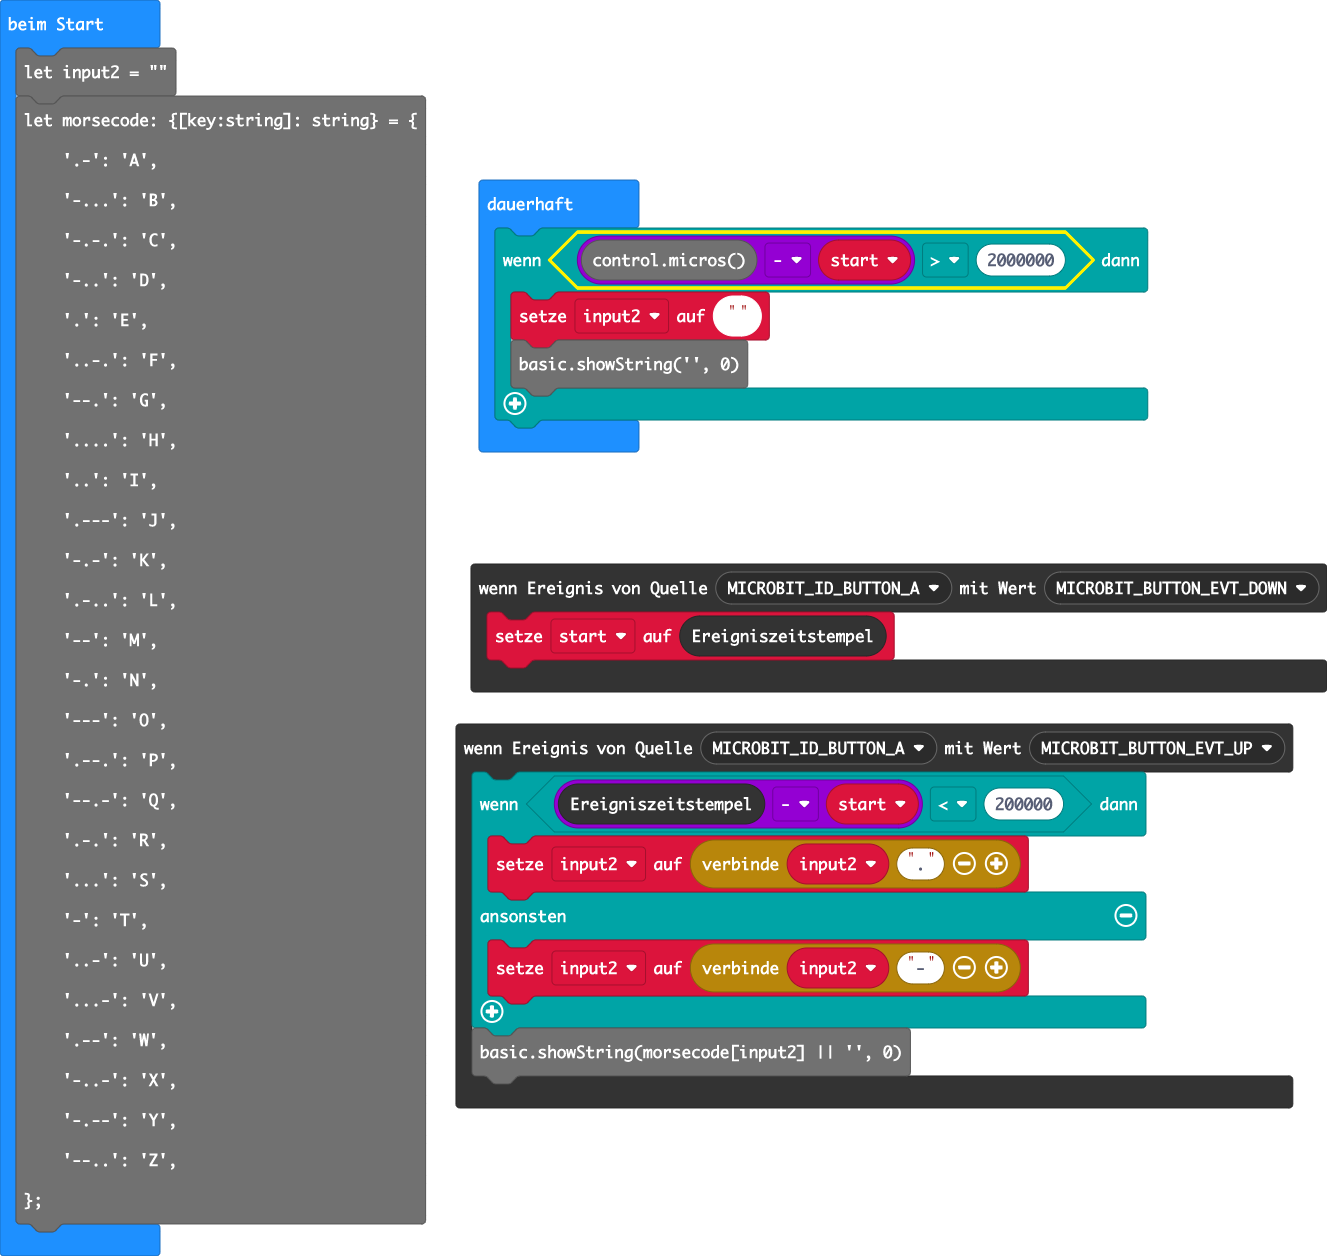 beim Start
let input2 = ""
let morsecode: {[key:string]: string} = {
'.-': 'A',
'-...': 'B',
'-.-.': 'C',
'-..': 'D',
'.': 'E',
'..-.': 'F',
'--.': 'G',
'....': 'H',
'..': 'I',
'.---': 'J',
'-.-': 'K',
'.-..': 'L',
'--': 'M',
'-.': 'N',
'---': 'O',
'.--.': 'P',
'--.-': 'Q',
'.-.': 'R',
'...': 'S',
'-': 'T',
'..-': 'U',
'...-': 'V',
'.--': 'W',
'-..-': 'X',
'-.--': 'Y',
'--..': 'Z',
};
dauerhaft
wenn control.micros() - start > 2000000 dann
setze input2 auf " "
basic.showString('', 0)
wenn Ereignis von Quelle MICROBIT_ID_BUTTON_A mit Wert MICROBIT_BUTTON_EVT_DOWN
setze start auf Ereigniszeitstempel
wenn Ereignis von Quelle MICROBIT_ID_BUTTON_A mit Wert MICROBIT_BUTTON_EVT_UP
wenn Ereigniszeitstempel - start < 200000 dann
setze input2 auf verbinde input2 "."
ansonsten
setze input2 auf verbinde input2 "-"
basic.showString(morsecode[input2] || '', 0)